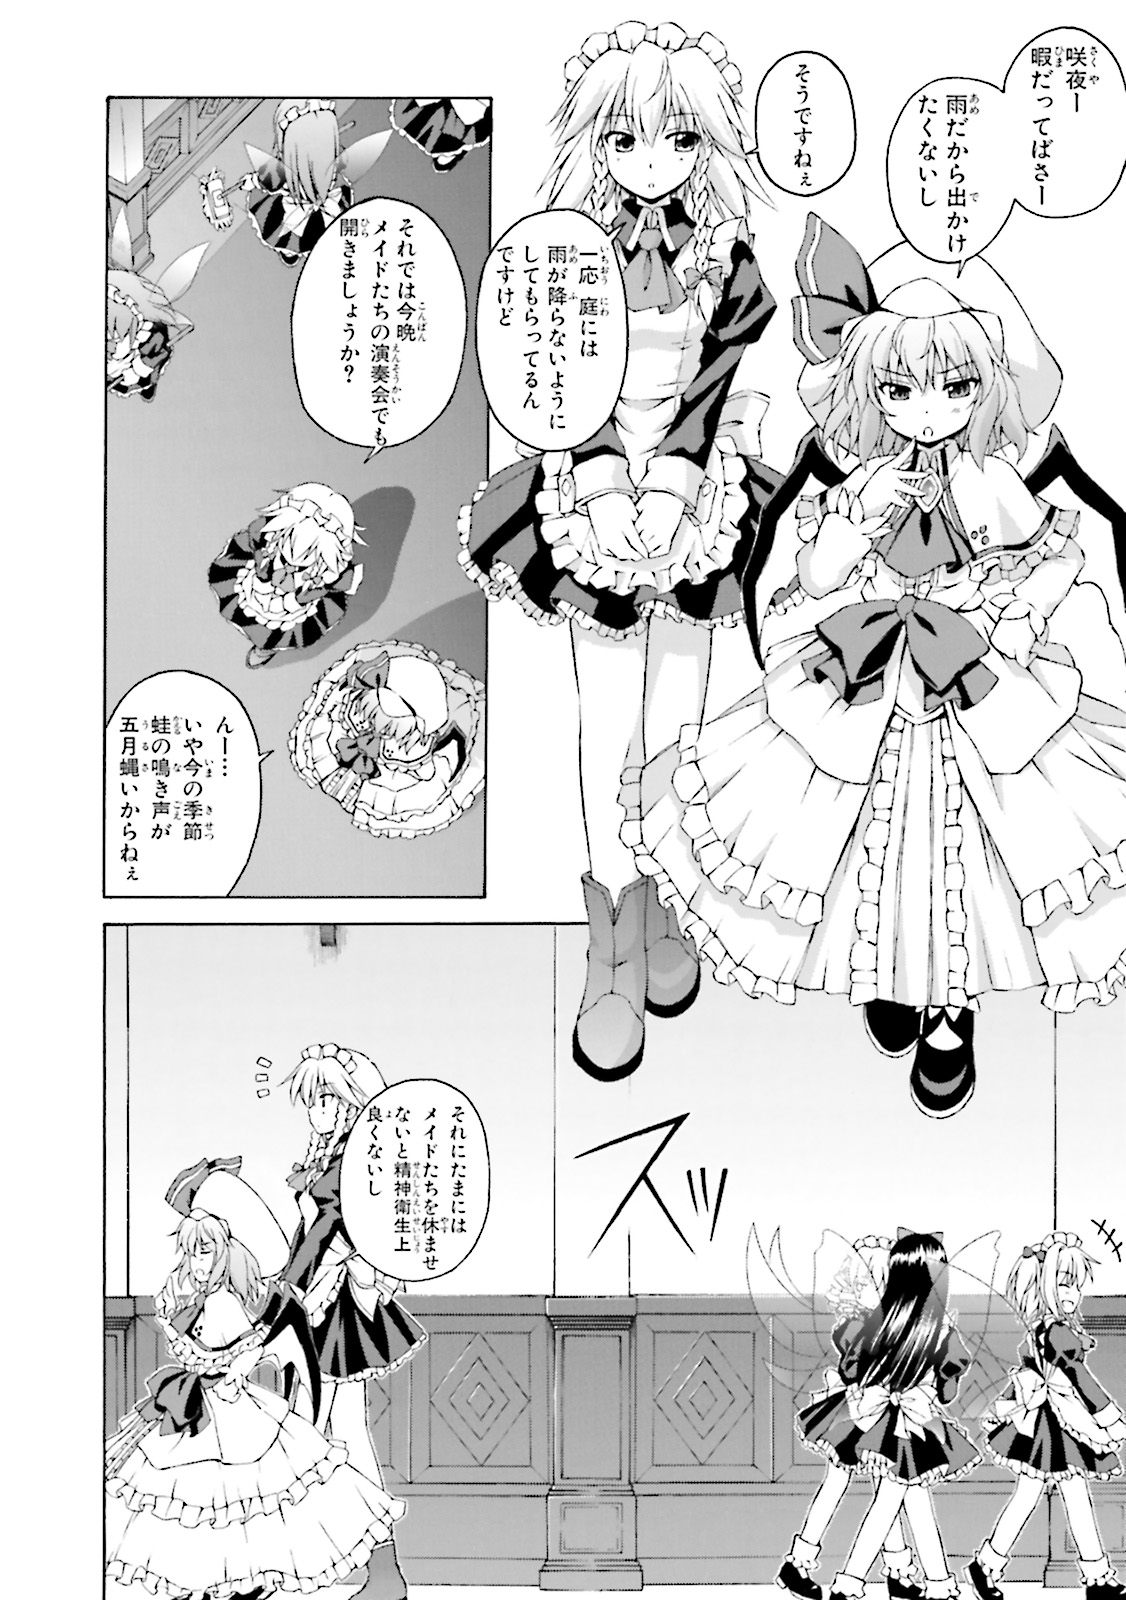 咲夜ー
暇だってばさー
雨だから出かけ
たくないし
そうですねぇ
一応 庭には
雨が降らないように
してもらってるん
ですけど
それでは今晩
メイドたちの演奏会でも
開きましょうか?
んー…
いや今の季節
蛙の鳴き声が
五月蝿いからねぇ
それにたまには
メイドたちを休ませ
ないと精神衛生上
良くないし
スッ